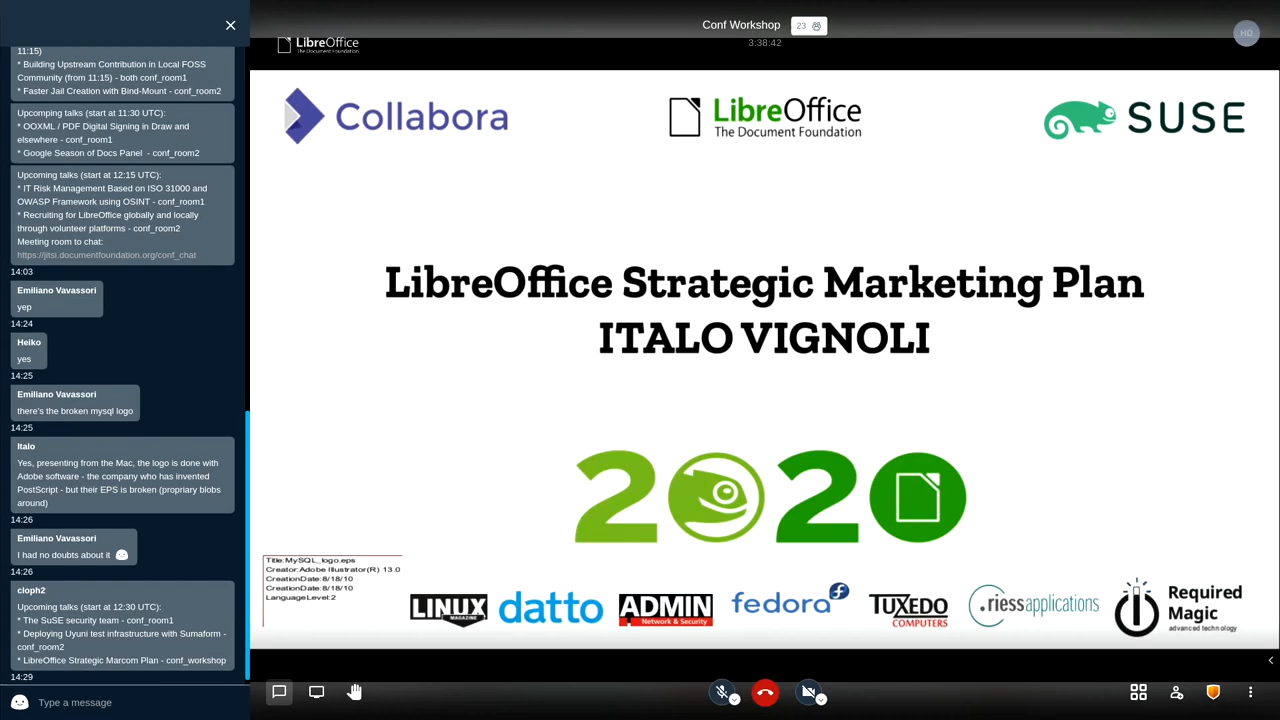 11:15)
* Building Upstream Contribution in Local FOSS
Community (from 11:15) - both conf_room1
* Faster Jail Creation with Bind-Mount - conf_room2
Upcomping talks (start at 11:30 UTC):
* OOXML / PDF Digital Signing in Draw and
elsewhere - conf_room1
* Google Season of Docs Panel - conf_room2
Upcoming talks (start at 12:15 UTC):
* IT Risk Management Based on ISO 31000 and
OWASP Framework using OSINT - conf_room1
* Recruiting for LibreOffice globally and locally
through volunteer platforms - conf_room2
Meeting room to chat:
https://jitsi.documentfoundation.org/conf_chat
14:03
Emiliano Vavassori
yep
14:24
Heiko
yes
14:25
Emiliano Vavassori
there's the broken mysql logo
14:25
Italo
Yes, presenting from the Mac, the logo is done with
Adobe software - the company who has invented
PostScript - but their EPS is broken (propriary blobs
around)
14:26
Emiliano Vavassori
I had no doubts about it
14:26
cloph2
Upcoming talks (start at 12:30 UTC):
* The SuSE security team - conf_room1
* Deploying Uyuni test infrastructure with Sumaform -
conf_room2
* LibreOffice Strategic Marcom Plan - conf_workshop
14:29
Type a message
Conf Workshop 23
3:38:42
HD
LibreOffice
The Document Foundation
Collabora
LibreOffice
The Document Foundation
SUSE
LibreOffice Strategic Marketing Plan
ITALO VIGNOLI
2020
Title:MySQL_logo.eps
Creator:Adobe Illustrator(R) 13.0
CreationDate:8/18/10
CreationDate:8/18/10
LanguageLevel:2
LINUX
MAGAZINE
datto
ADMIN
Network & Security
fedora
TUXEDO
COMPUTERS
.riessapplications
Required
Magic
advanced technology